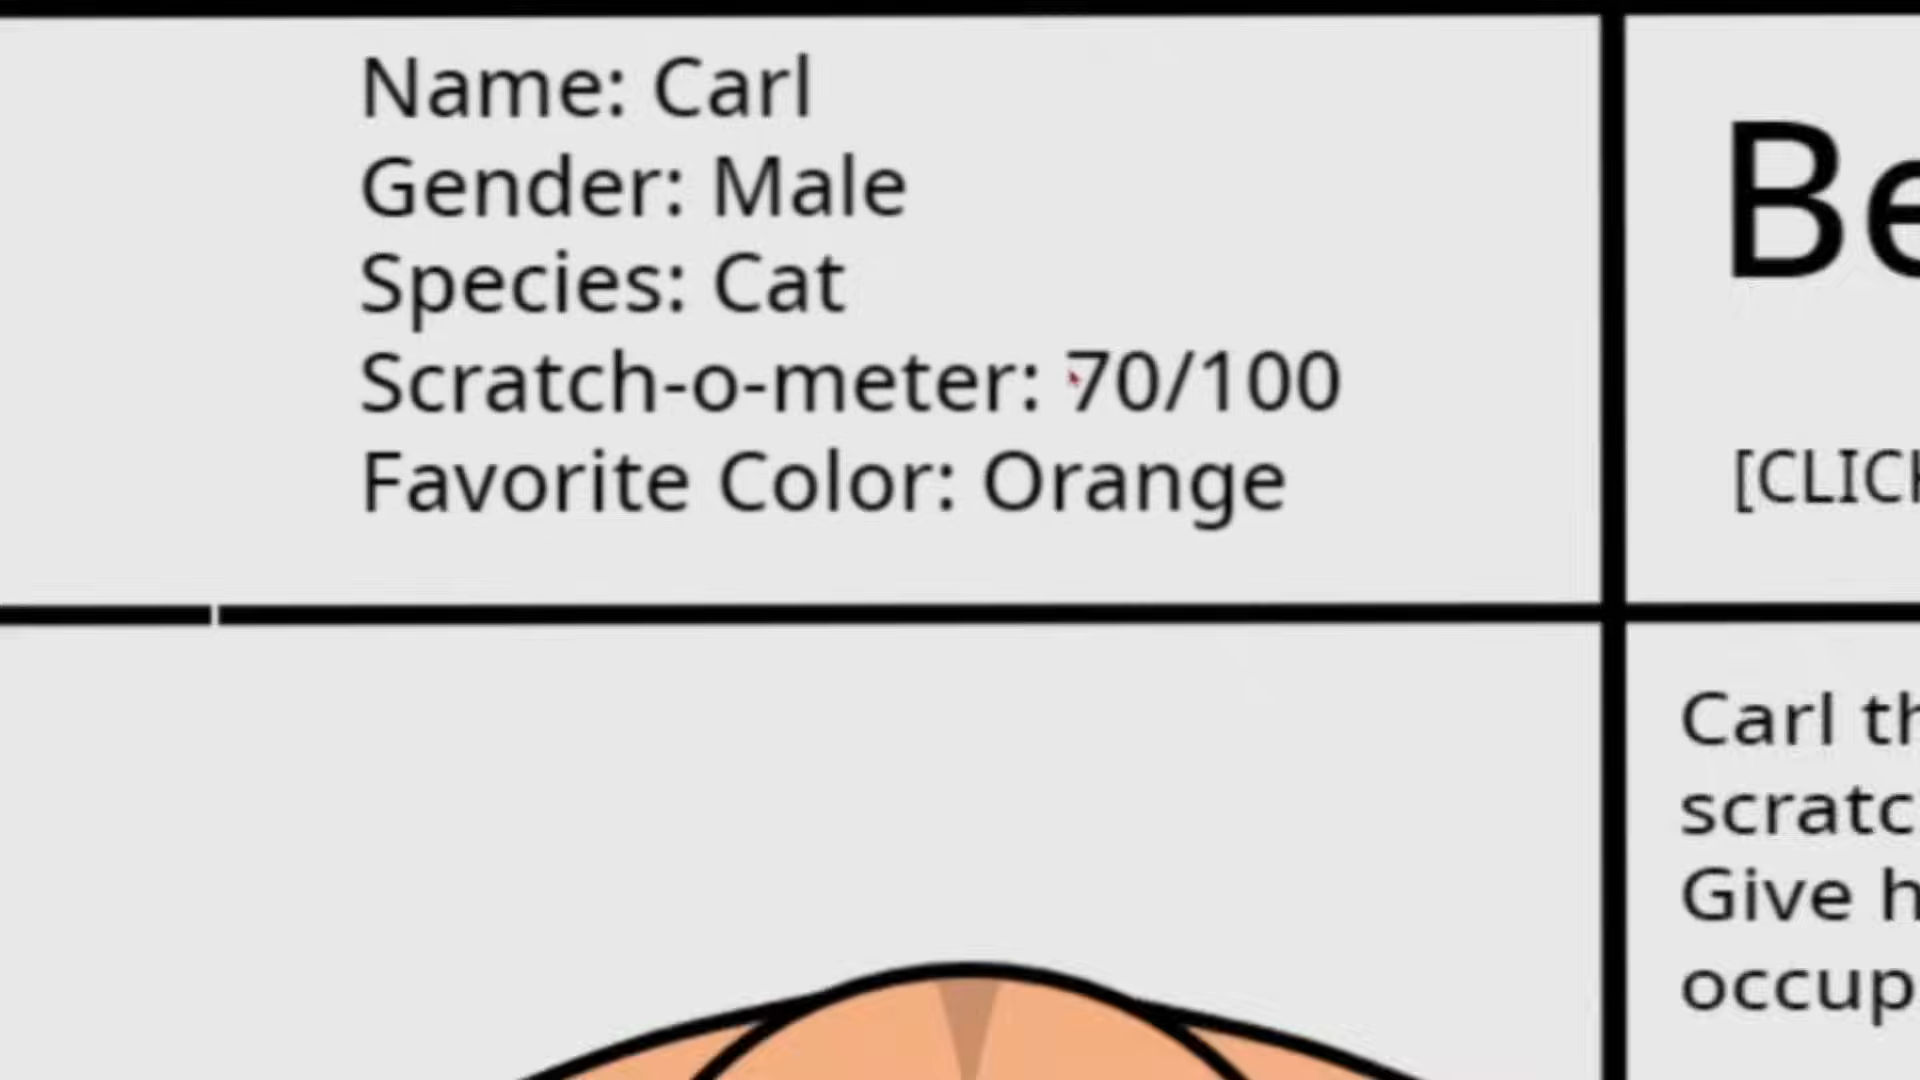 Name: Carl
Gender: Male
Species: Cat
Scratch-o-meter: 70/100
Favorite Color: Orange
Be
[CLICK
Carl th
scratc
Give h
occup